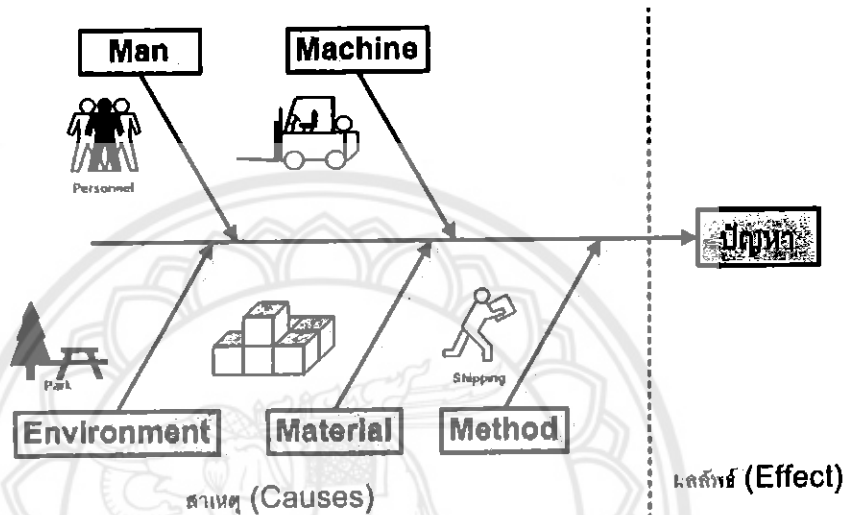 Man
Machine
Personnel
ปัญหา
Park
Shipping
Environment
Material
Method
สาเหตุ (Causes)
ผลลัพธ์ (Effect)